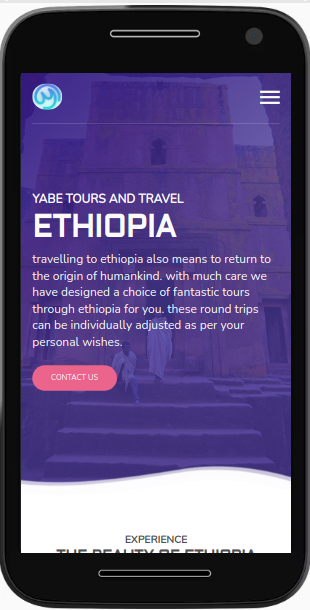 YABE TOURS AND TRAVEL
ETHIOPIA
travelling to ethiopia also means to return to
the origin of humankind. with much care we
have designed a choice of fantastic tours
through ethiopia for you. these round trips
can be individually adjusted as per your
personal wishes.
CONTACT US
EXPERIENCE
THE BEAUTY OF ETHIOPIA